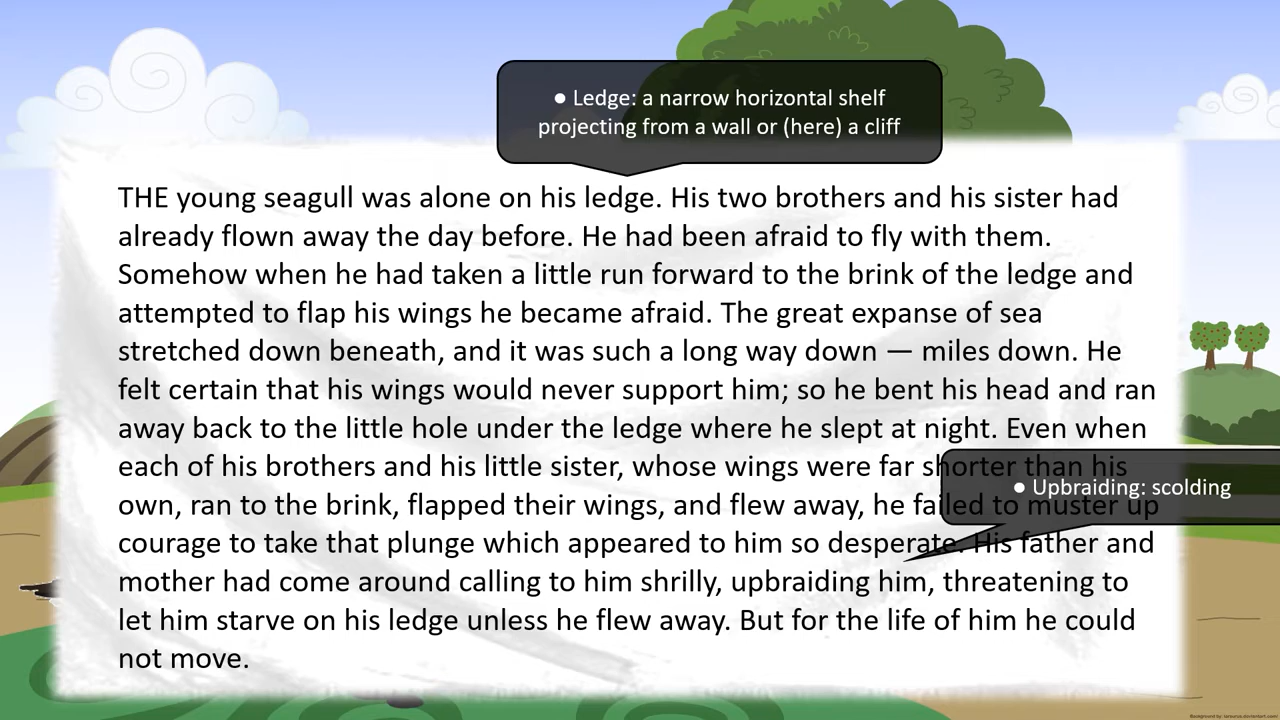 ● Ledge: a narrow horizontal shelf
projecting from a wall or (here) a cliff
THE young seagull was alone on his ledge. His two brothers and his sister had
already flown away the day before. He had been afraid to fly with them.
Somehow when he had taken a little run forward to the brink of the ledge and
attempted to flap his wings he became afraid. The great expanse of sea
stretched down beneath, and it was such a long way down — miles down. He
felt certain that his wings would never support him; so he bent his head and ran
away back to the little hole under the ledge where he slept at night. Even when
each of his brothers and his little sister, whose wings were far shorter than his
● Upbraiding: scolding
own, ran to the brink, flapped their wings, and flew away, he failed to muster up
courage to take that plunge which appeared to him so desperate. His father and
mother had come around calling to him shrilly, upbraiding him, threatening to
let him starve on his ledge unless he flew away. But for the life of him he could
not move.